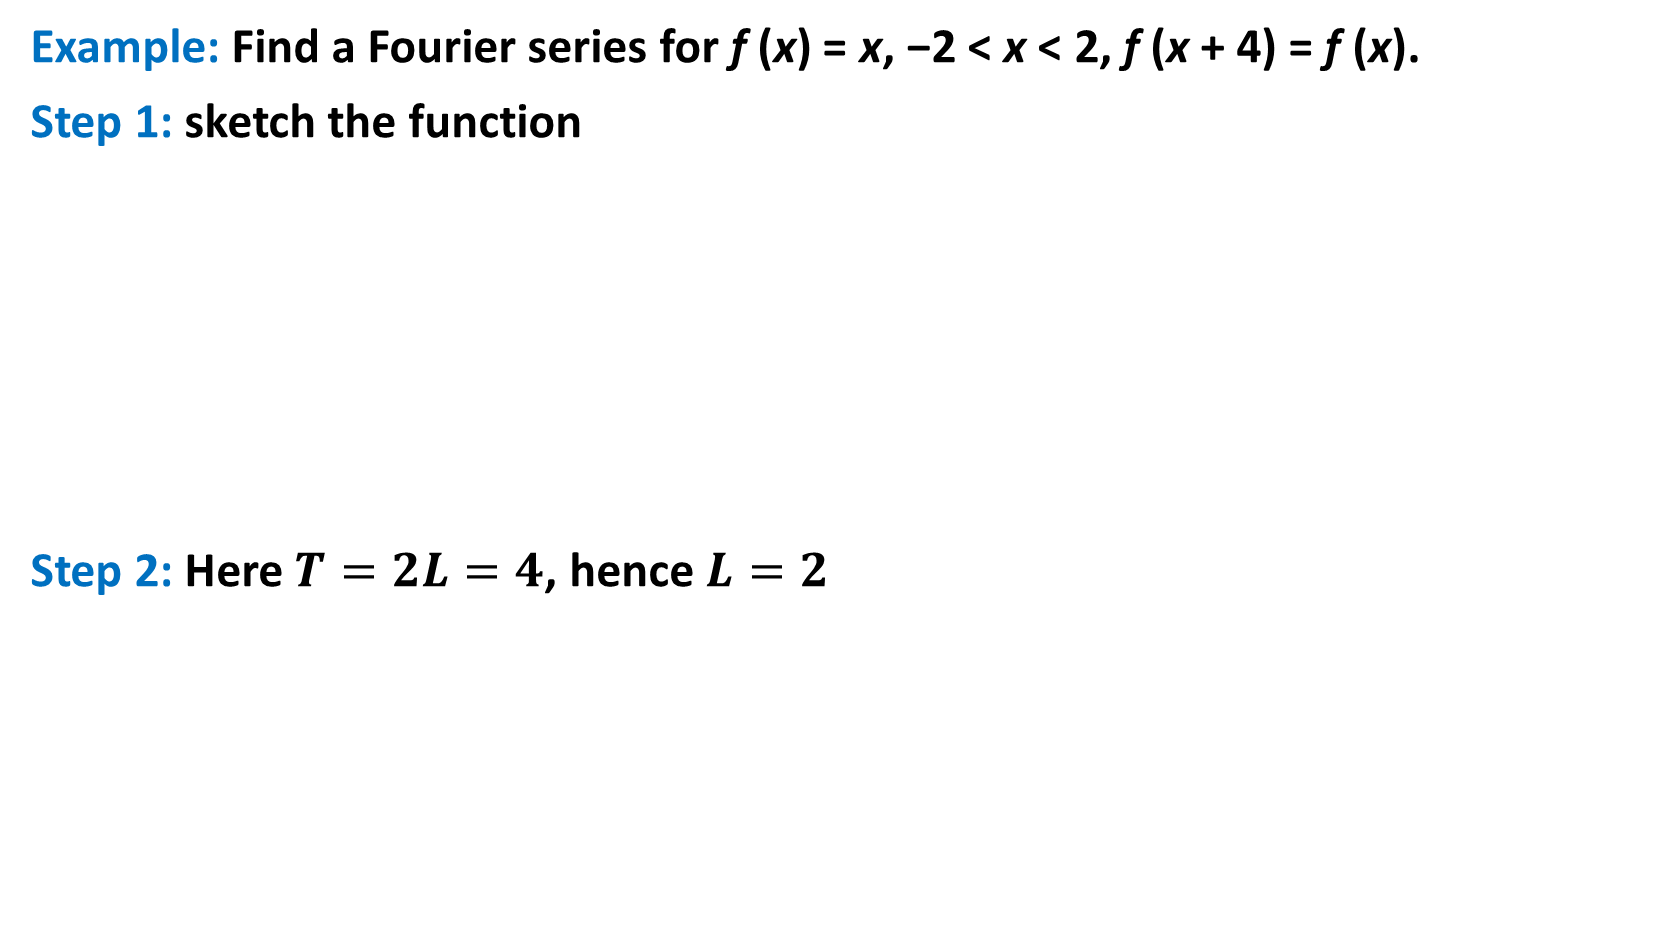 Example: Find a Fourier series for f (x) = x, −2 < x < 2, f (x + 4) = f (x).
Step 1: sketch the function
Step 2: Here T = 2L = 4, hence L = 2